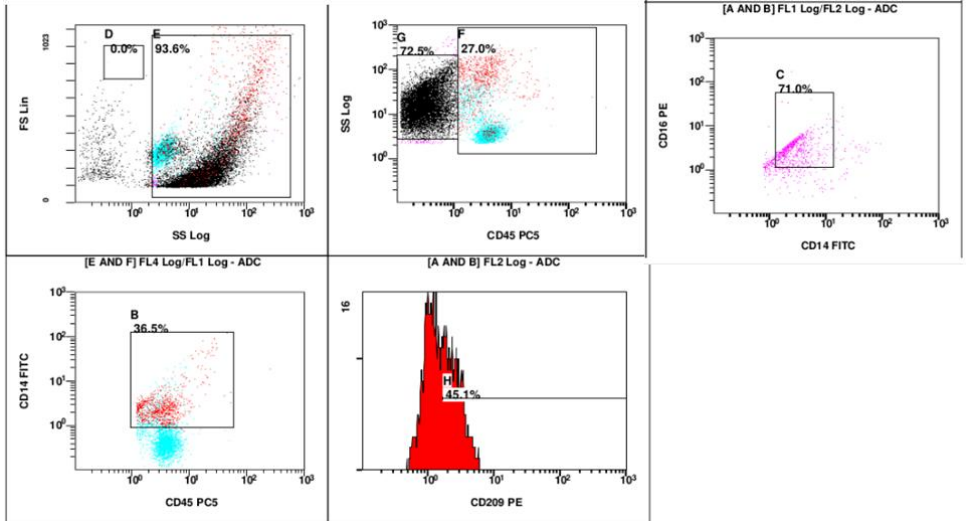 D
0.0%
E
93.6%
1023
0
FS Lin
10⁰ 10¹ 10² 10³
SS Log
G
72.5%
F
27.0%
10³
10²
10¹
10⁰
SS Log
10⁰ 10¹ 10² 10³
CD45 PC5
[A AND B] FL1 Log/FL2 Log - ADC
C
71.0%
10³
10²
10¹
10⁰
CD16 PE
10⁰ 10¹ 10² 10³
CD14 FITC
[E AND F] FL4 Log/FL1 Log - ADC
B
36.5%
10³
10²
10¹
10⁰
CD14 FITC
10⁰ 10¹ 10² 10³
CD45 PC5
[A AND B] FL2 Log - ADC
16
H
45.1%
10⁰ 10¹ 10² 10³
CD209 PE